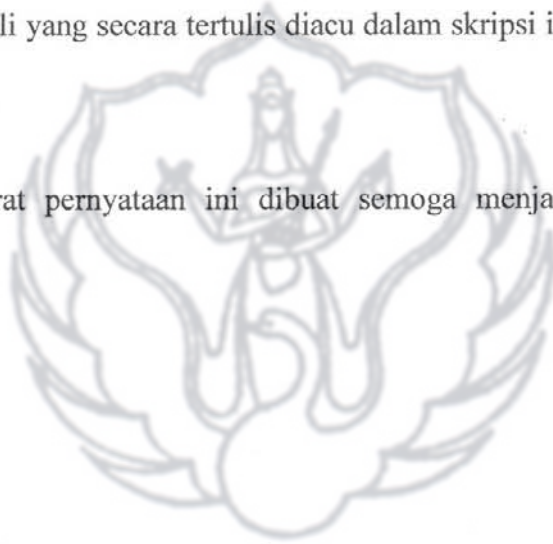 li yang secara tertulis diacu dalam skripsi i
rat pernyataan ini dibuat semoga menja